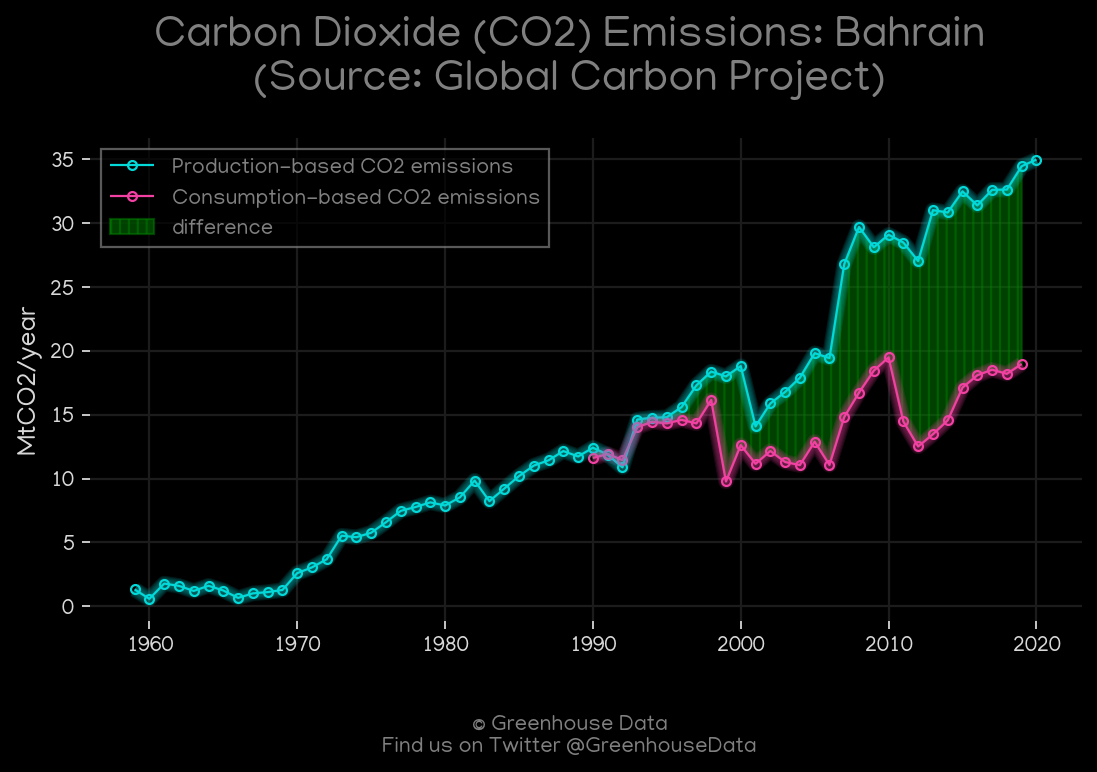 Carbon Dioxide (CO2) Emissions: Bahrain
(Source: Global Carbon Project)
Production-based CO2 emissions
Consumption-based CO2 emissions
difference
MtCO2/year
35
30
25
20
15
10
5
0
1960 1970 1980 1990 2000 2010 2020
© Greenhouse Data
Find us on Twitter @GreenhouseData